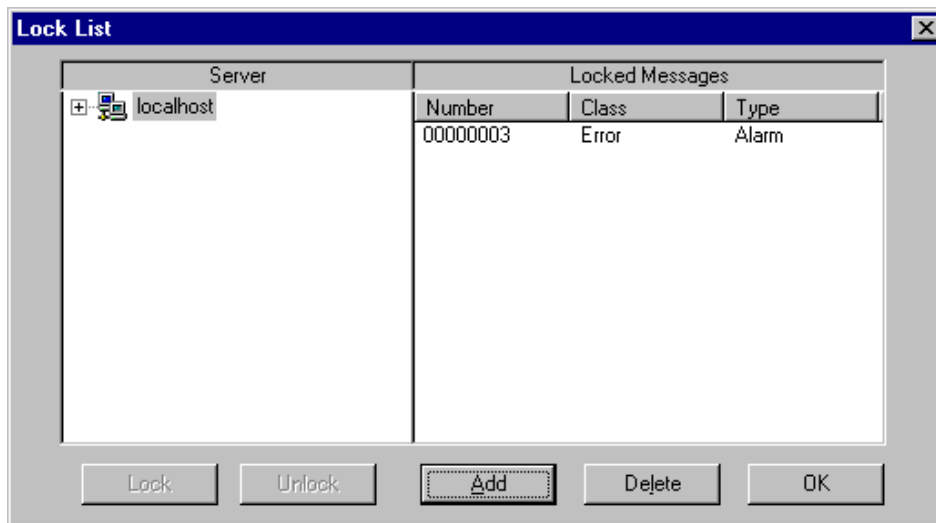 Lock List
Server
Locked Messages
localhost
Number Class Type
00000003 Error Alarm
Lock Unlock Add Delete OK